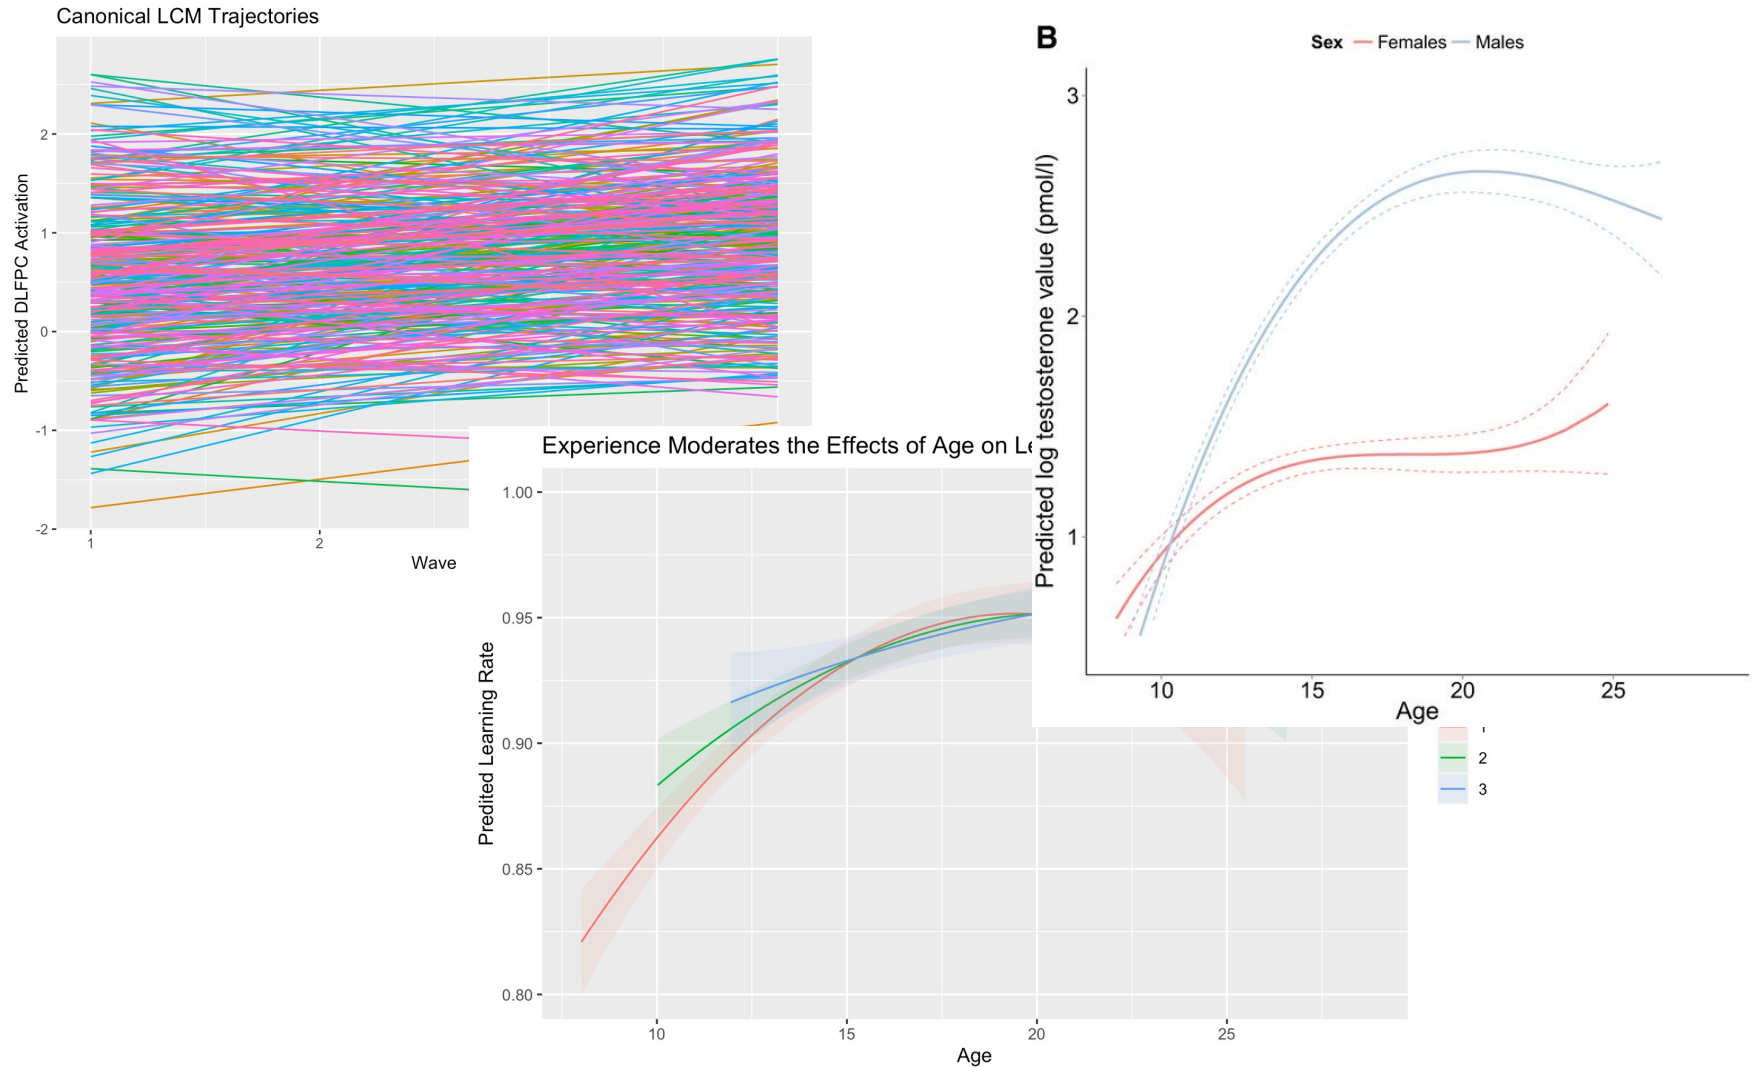 Canonical LCM Trajectories
Predicted DLFPC Activation
2
1
0
-1
-2
1
2
Wave
Experience Moderates the Effects of Age on Le
Predited Learning Rate
1.00
0.95
0.90
0.85
0.80
10
15
20
25
Age
2
3
B
Sex Females Males
Predicted log testosterone value (pmol/l)
3
2
1
10
15
20
25
Age